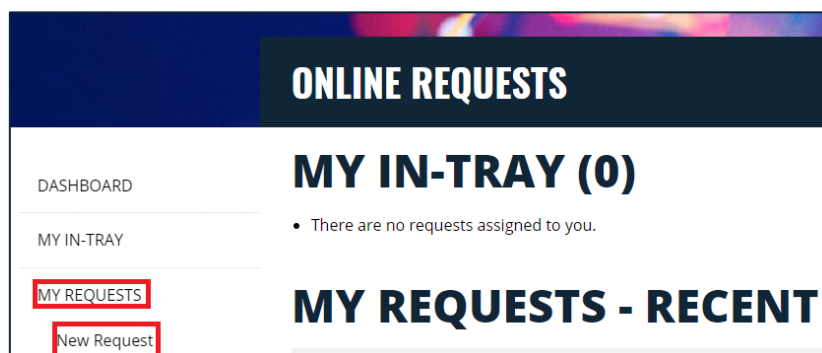 ONLINE REQUESTS
DASHBOARD
MY IN-TRAY
MY REQUESTS
New Request
MY IN-TRAY (0)
• There are no requests assigned to you.
MY REQUESTS - RECENT